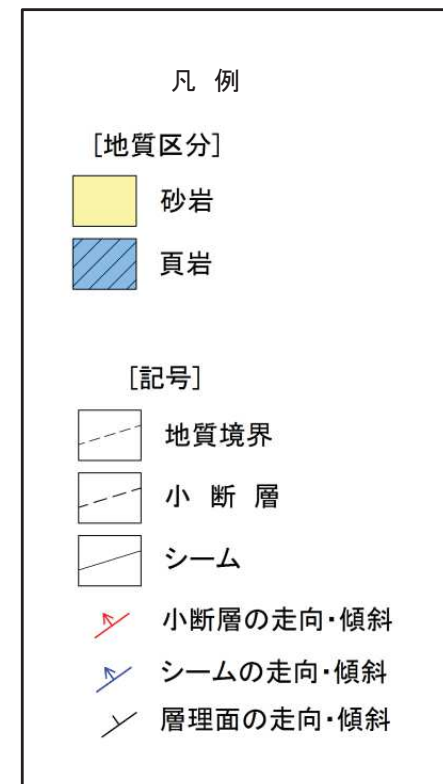 凡 例
[地質区分]
砂岩
頁岩
[記号]
地質境界
小 断 層
シーム
小断層の走向・傾斜
シームの走向・傾斜
層理面の走向・傾斜